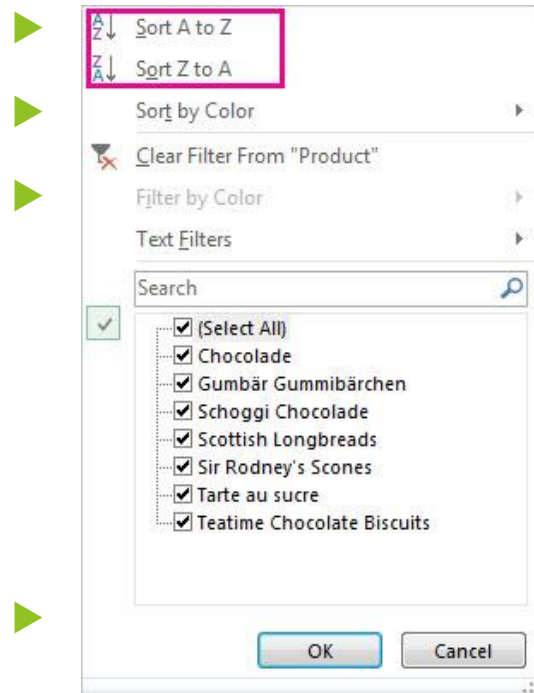 Sort A to Z
Sort Z to A
Sort by Color
Clear Filter From "Product"
Filter by Color
Text Filters
Search
(Select All)
Chocolade
Gumbär Gummibärchen
Schoggi Chocolade
Scottish Longbreads
Sir Rodney's Scones
Tarte au sucre
Teatime Chocolate Biscuits
OK Cancel